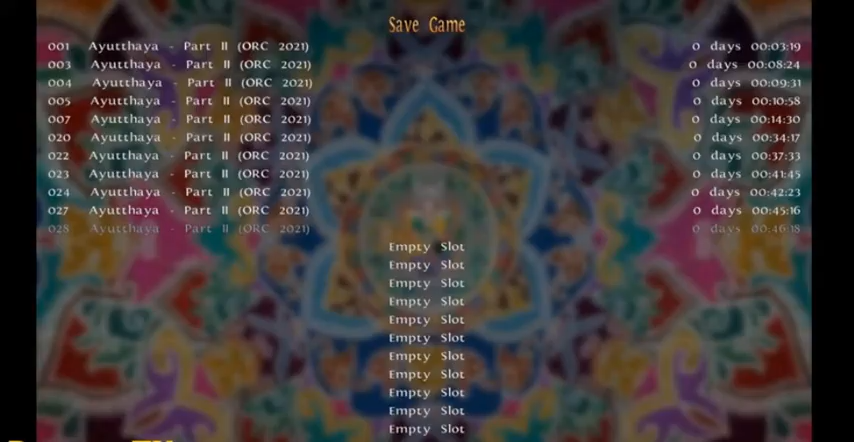 Save Game
001 Ayutthaya - Part II (ORC 2021) 0 days 00:03:19
003 Ayutthaya - Part II (ORC 2021) 0 days 00:08:24
004 Ayutthaya - Part II (ORC 2021) 0 days 00:09:31
005 Ayutthaya - Part II (ORC 2021) 0 days 00:10:58
007 Ayutthaya - Part II (ORC 2021) 0 days 00:14:30
020 Ayutthaya - Part II (ORC 2021) 0 days 00:34:17
022 Ayutthaya - Part II (ORC 2021) 0 days 00:37:33
023 Ayutthaya - Part II (ORC 2021) 0 days 00:41:45
024 Ayutthaya - Part II (ORC 2021) 0 days 00:42:23
027 Ayutthaya - Part II (ORC 2021) 0 days 00:45:16
028 Ayutthaya - Part II (ORC 2021) 0 days 00:46:18
Empty Slot
Empty Slot
Empty Slot
Empty Slot
Empty Slot
Empty Slot
Empty Slot
Empty Slot
Empty Slot
Empty Slot
Empty Slot